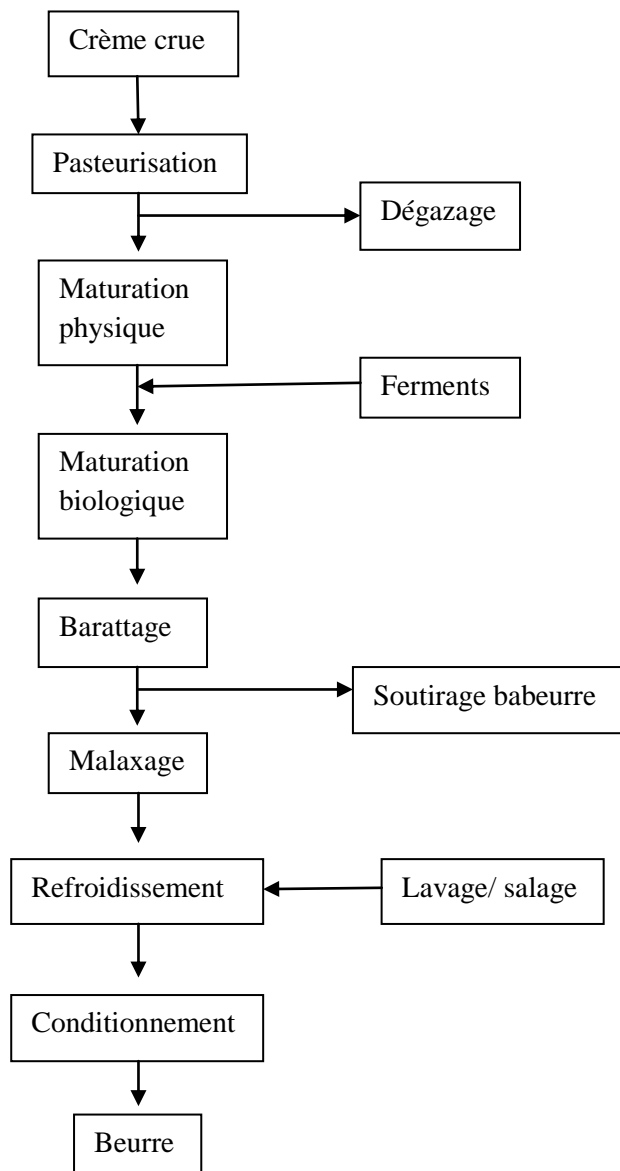 Crème crue
Pasteurisation
Dégazage
Maturation
physique
Ferments
Maturation
biologique
Barattage
Soutirage babeurre
Malaxage
Refroidissement
Lavage/ salage
Conditionnement
Beurre